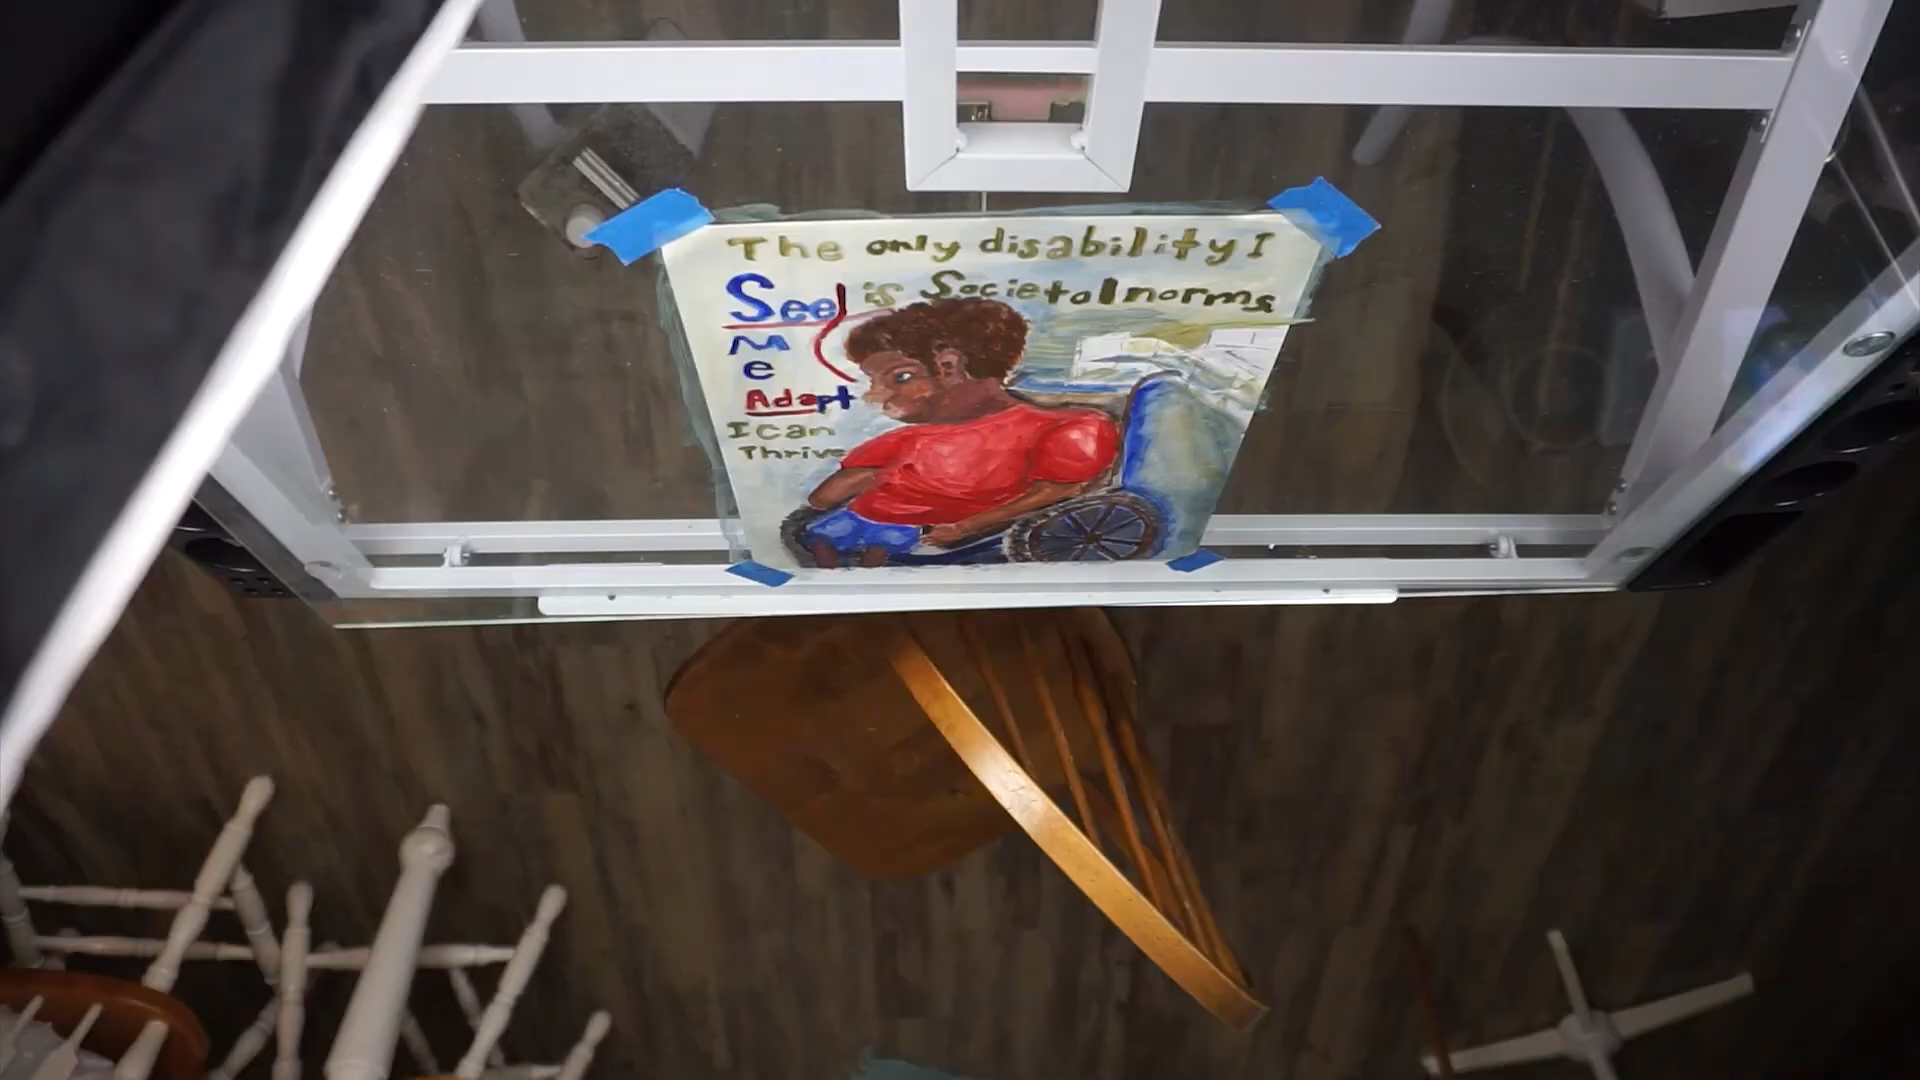 The only disability I
See is Societal norms
Me
Adapt
I can
Thrive